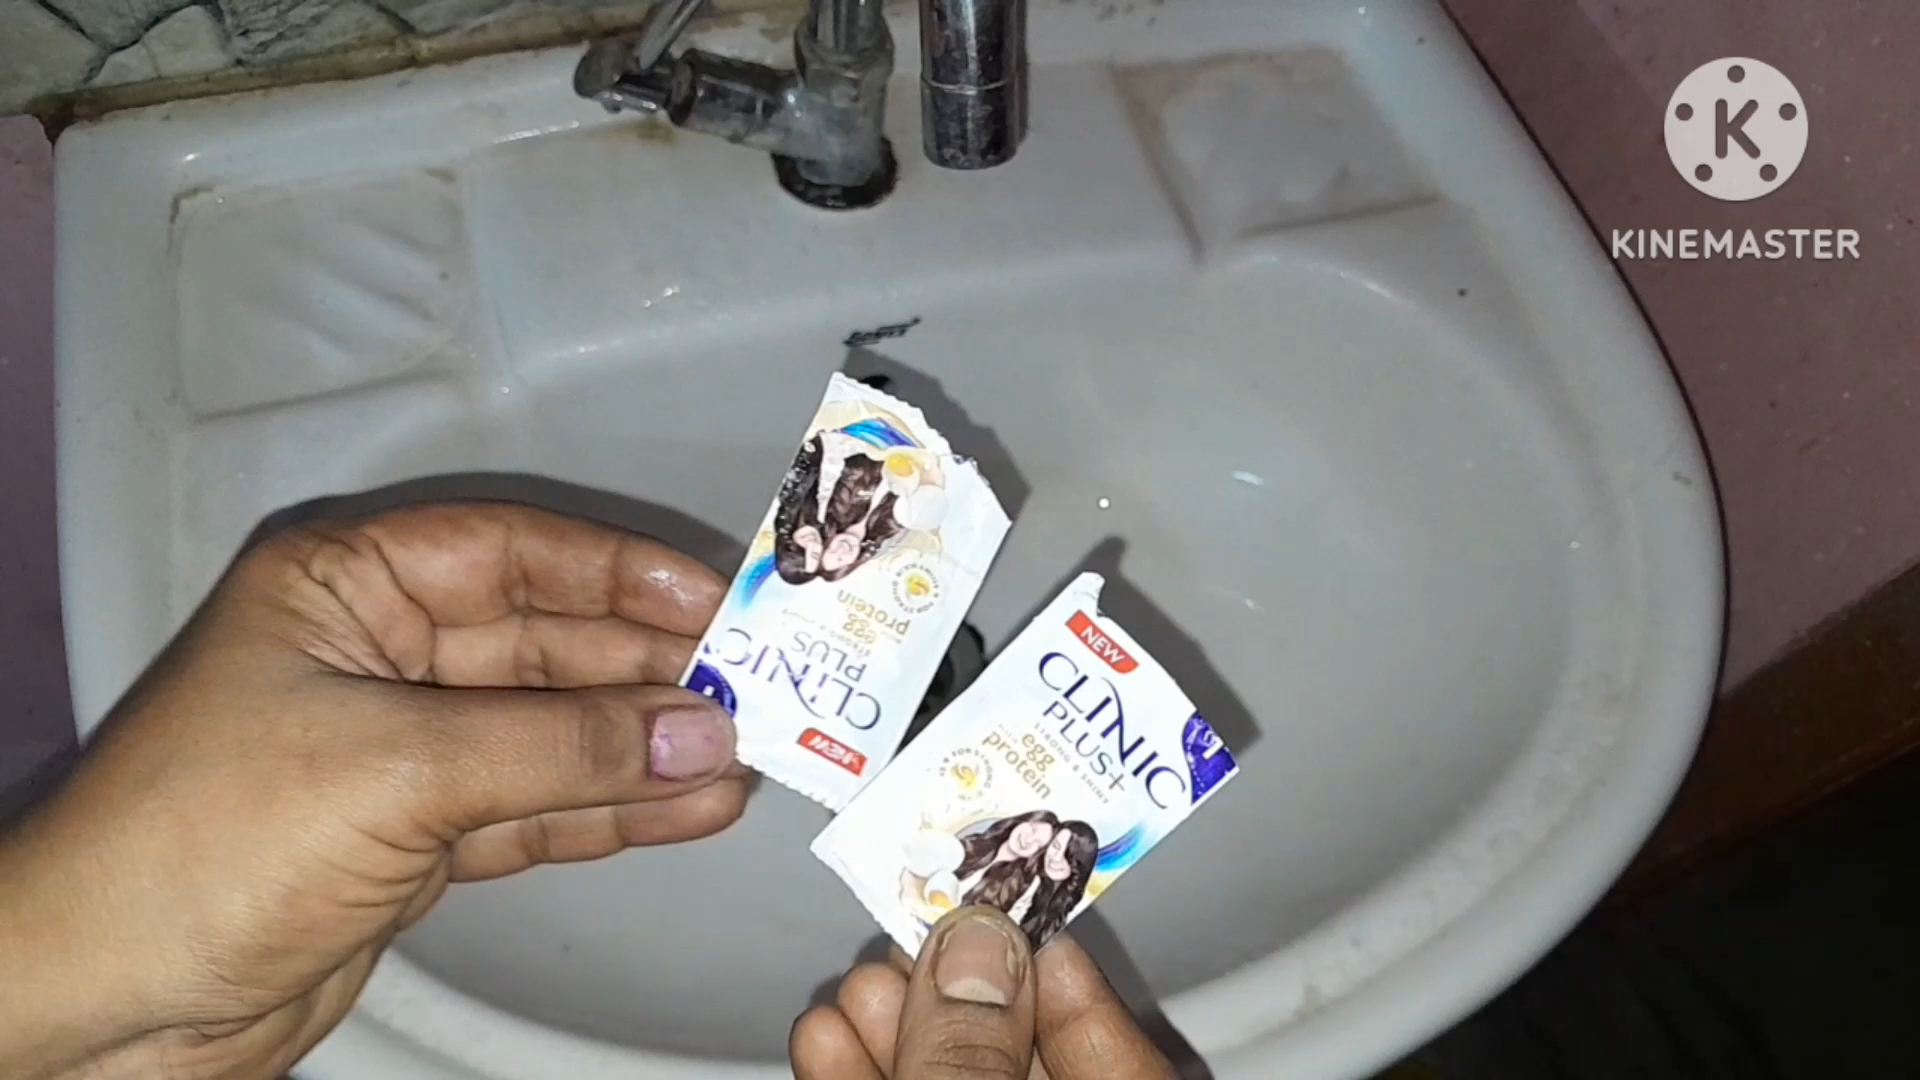 K
KINEMASTER
NEW
CLINIC
PLUS+
STRONG & SHINY
egg
protein
NEW
CLINIC
PLUS
egg
protein